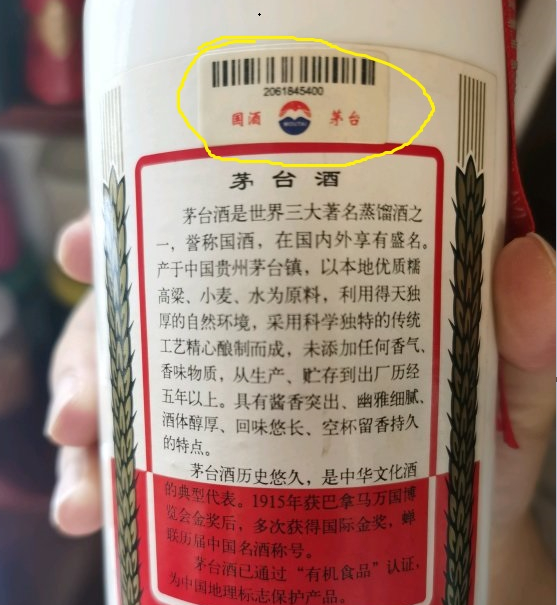 2061845400
国酒 MOUTAI 茅台
茅台酒
茅台酒是世界三大著名蒸馏酒之
一，誉称国酒，在国内外享有盛名。
产于中国贵州茅台镇，以本地优质糯
高粱、小麦、水为原料，利用得天独
厚的自然环境，采用科学独特的传统
工艺精心酿制而成，未添加任何香气、
香味物质，从生产、贮存到出厂历经
五年以上。具有酱香突出、幽雅细腻、
酒体醇厚、回味悠长、空杯留香持久
的特点。
茅台酒历史悠久，是中华文化酒
的典型代表。1915年获巴拿马万国博
览会金奖后，多次获得国际金奖，蝉
联历届中国名酒称号。
茅台酒已通过“有机食品”认证，
为中国地理标志保护产品。